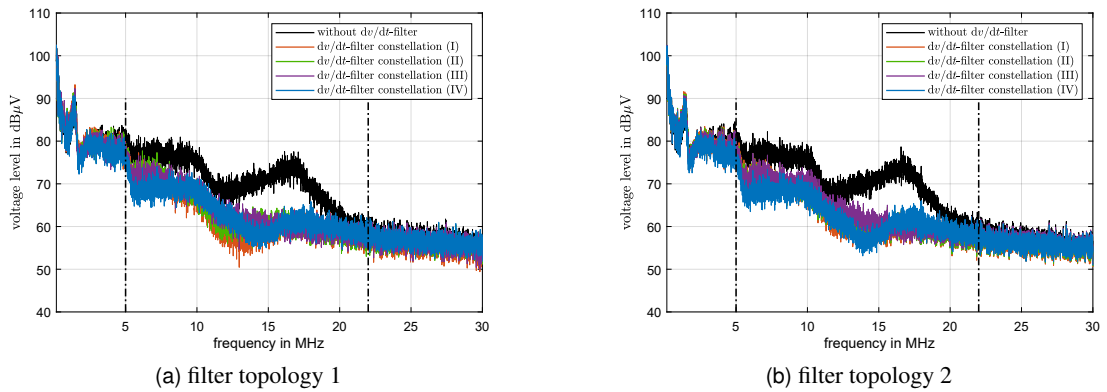 110
100
90
80
70
60
50
40
voltage level in dBμV
5
10
15
20
25
30
frequency in MHz
without dv/dt-filter
dv/dt-filter constellation (I)
dv/dt-filter constellation (II)
dv/dt-filter constellation (III)
dv/dt-filter constellation (IV)
(a) filter topology 1
110
100
90
80
70
60
50
40
voltage level in dBμV
5
10
15
20
25
30
frequency in MHz
without dv/dt-filter
dv/dt-filter constellation (I)
dv/dt-filter constellation (II)
dv/dt-filter constellation (III)
dv/dt-filter constellation (IV)
(b) filter topology 2